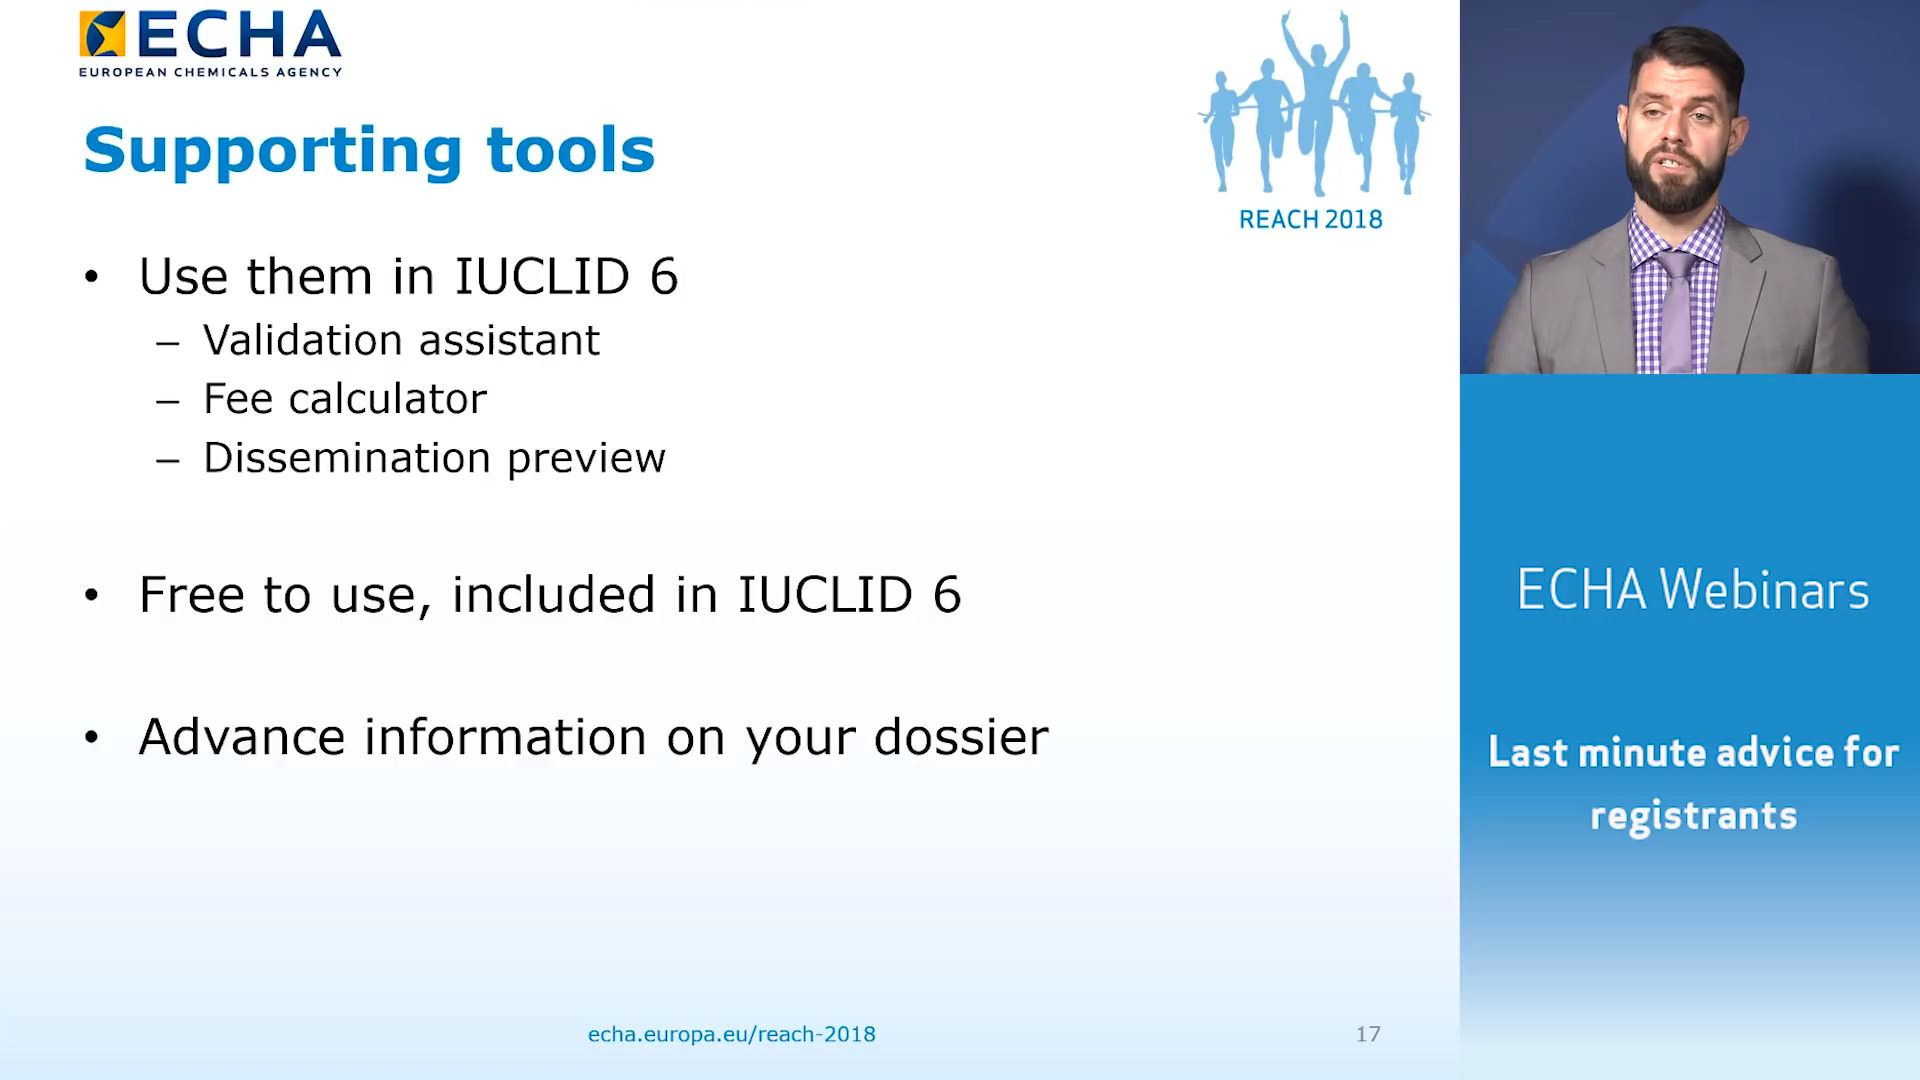 ECHA
EUROPEAN CHEMICALS AGENCY
Supporting tools
REACH 2018
• Use them in IUCLID 6
– Validation assistant
– Fee calculator
– Dissemination preview
• Free to use, included in IUCLID 6
• Advance information on your dossier
echa.europa.eu/reach-2018
17
ECHA Webinars
Last minute advice for
registrants